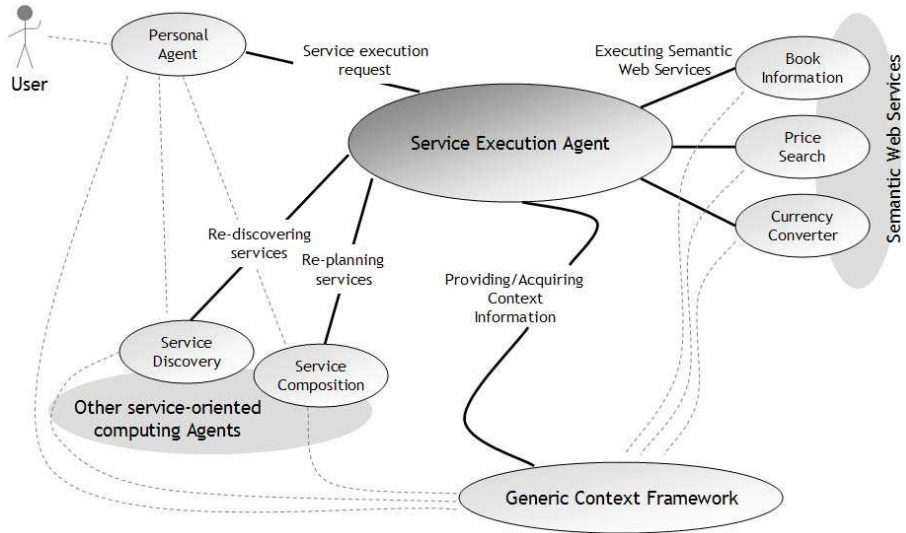 Personal
Agent
User
Service execution
request
Executing Semantic
Web Services
Book
Information
Service Execution Agent
Price
Search
Currency
Converter
Semantic Web Services
Re-discovering
services
Re-planning
services
Providing/Acquiring
Context
Information
Service
Discovery
Service
Composition
Other service-oriented
computing Agents
Generic Context Framework